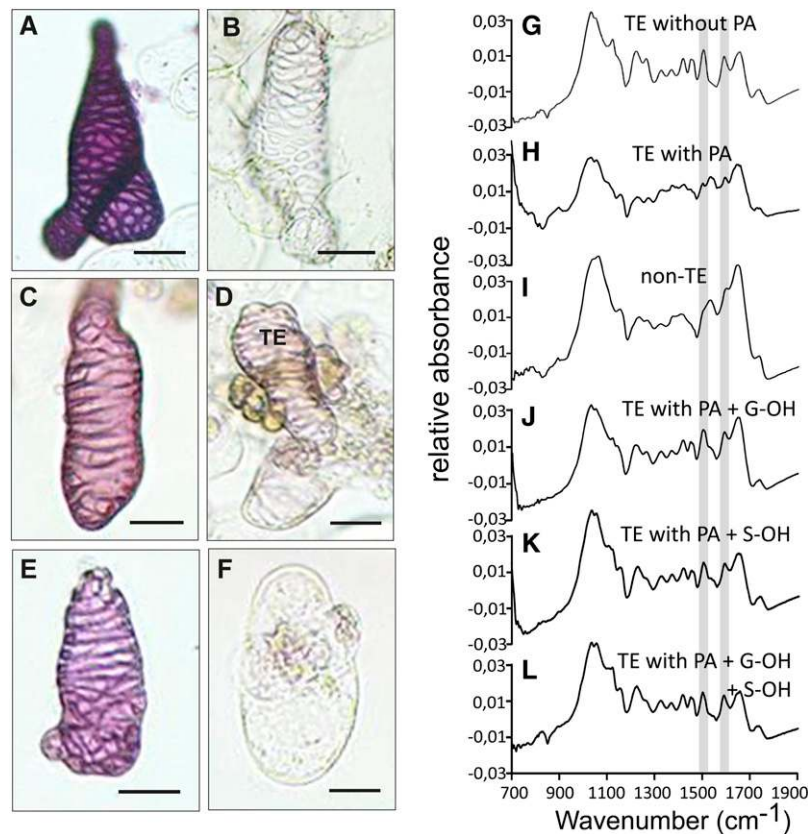 A
B
C
D
TE
E
F
relative absorbance
0,03
G
TE without PA
0,01
-0,01
-0,03
H
TE with PA
0,03
0,01
-0,01
-0,03
0,03
I
non-TE
0,01
-0,01
-0,03
J
TE with PA + G-OH
0,03
0,01
-0,01
-0,03
0,03
K
TE with PA + S-OH
0,01
-0,01
-0,03
0,03
L
TE with PA + G-OH
+ S-OH
0,01
-0,01
-0,03
700 900 1100 1300 1500 1700 1900
Wavenumber (cm⁻¹)